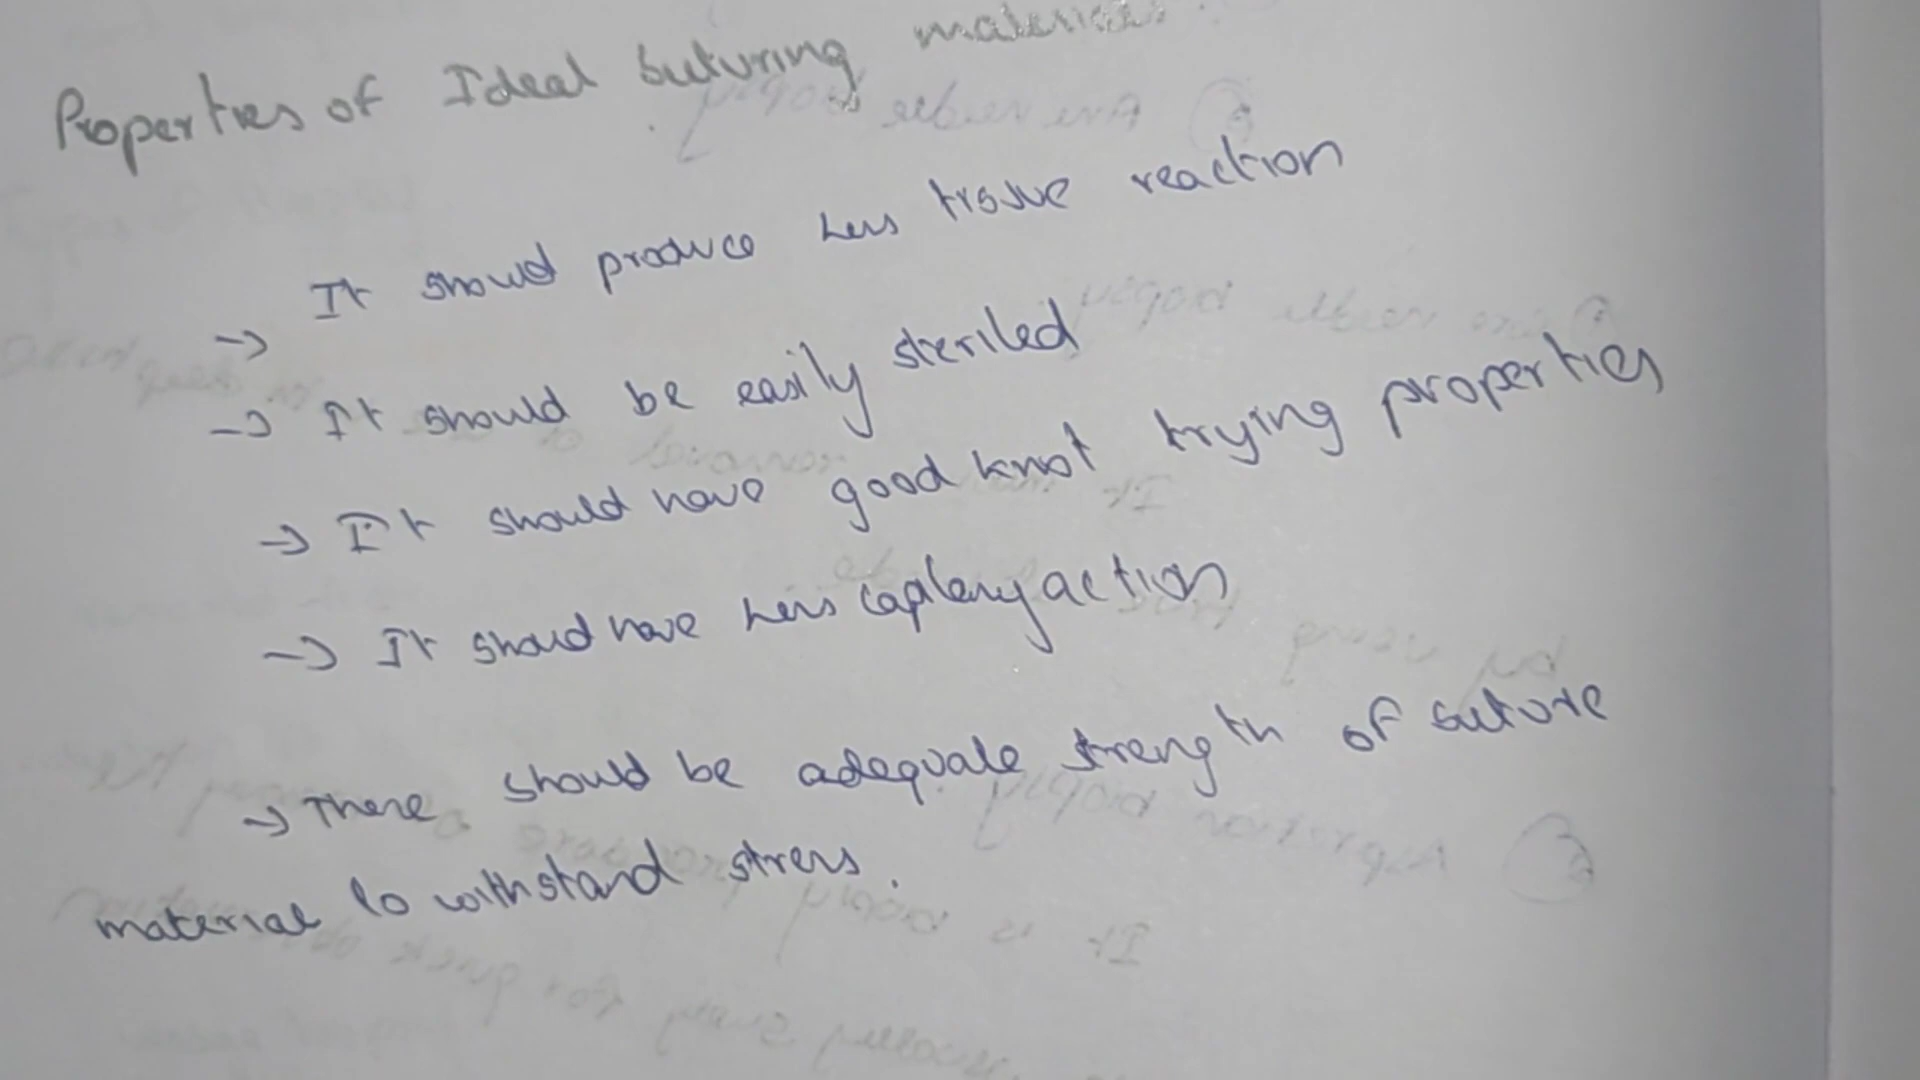 Properties of Ideal Suturing material.
→ It should produce less tissue reaction
→ It should be easily steriled
→ It should have good knot trying properties
→ It should have less capilary action
→ There should be adequate strength of suture
material to withstand stress.